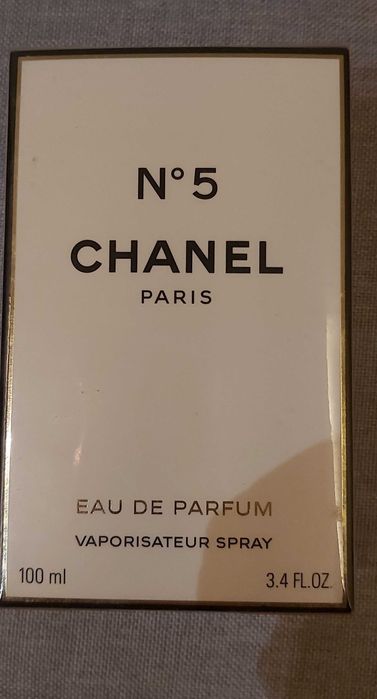 N° 5
CHANEL
PARIS
EAU DE PARFUM
VAPORISATEUR SPRAY
100 ml 3.4 FL.OZ.